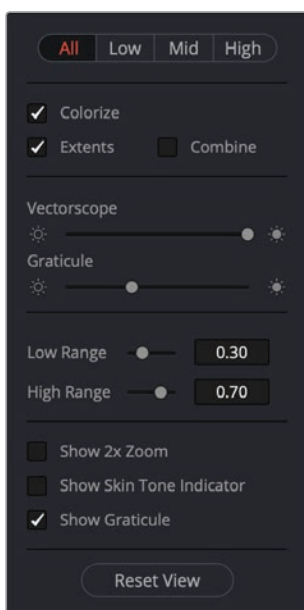 All Low Mid High
Colorize
Extents Combine
Vectorscope
Graticule
Low Range 0.30
High Range 0.70
Show 2x Zoom
Show Skin Tone Indicator
Show Graticule
Reset View